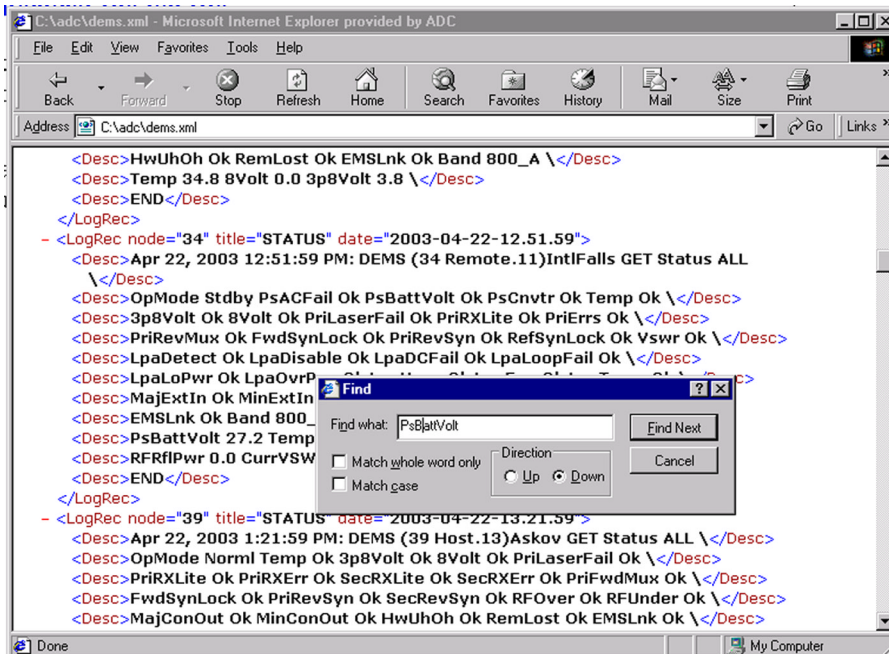 C:\adc\dems.xml - Microsoft Internet Explorer provided by ADC
File Edit View Favorites Tools Help
Back Forward Stop Refresh Home Search Favorites History Mail Size Print
Address C:\adc\dems.xml Go Links
<Desc>HwUhOh Ok RemLost Ok EMSLnk Ok Band 800_A \</Desc>
<Desc>Temp 34.8 8Volt 0.0 3p8Volt 3.8 \</Desc>
<Desc>END</Desc>
</LogRec>
- <LogRec node="34" title="STATUS" date="2003-04-22-12.51.59">
<Desc>Apr 22, 2003 12:51:59 PM: DEMS (34 Remote.11)IntlFalls GET Status ALL
\</Desc>
<Desc>OpMode Stdby PsACFail Ok PsBattVolt Ok PsCnvtr Ok Temp Ok \</Desc>
<Desc>3p8Volt Ok 8Volt Ok PriLaserFail Ok PriRXLite Ok PriErrs Ok \</Desc>
<Desc>PriRevMux Ok FwdSynLock Ok PriRevSyn Ok RefSynLock Ok Vswr Ok \</Desc>
<Desc>LpaDetect Ok LpaDisable Ok LpaDCFail Ok LpaLoopFail Ok \</Desc>
<Desc>LpaLoPwr Ok LpaOvrP
<Desc>MajExtIn Ok MinExtIn
<Desc>EMSLnk Ok Band 800_
<Desc>PsBattVolt 27.2 Temp
<Desc>RFRflPwr 0.0 CurrVSW
<Desc>END</Desc>
</LogRec>
Find
Find what: PsBattVolt
Find Next
Match whole word only
Match case
Direction
Up Down
Cancel
- <LogRec node="39" title="STATUS" date="2003-04-22-13.21.59">
<Desc>Apr 22, 2003 1:21:59 PM: DEMS (39 Host.13)Askov GET Status ALL \</Desc>
<Desc>OpMode Norml Temp Ok 3p8Volt Ok 8Volt Ok PriLaserFail Ok \</Desc>
<Desc>PriRXLite Ok PriRXErr Ok SecRXLite Ok SecRXErr Ok PriFwdMux Ok \</Desc>
<Desc>FwdSynLock Ok PriRevSyn Ok SecRevSyn Ok RFOver Ok RFUnder Ok \</Desc>
<Desc>MajConOut Ok MinConOut Ok HwUhOh Ok RemLost Ok EMSLnk Ok \</Desc>
Done
My Computer